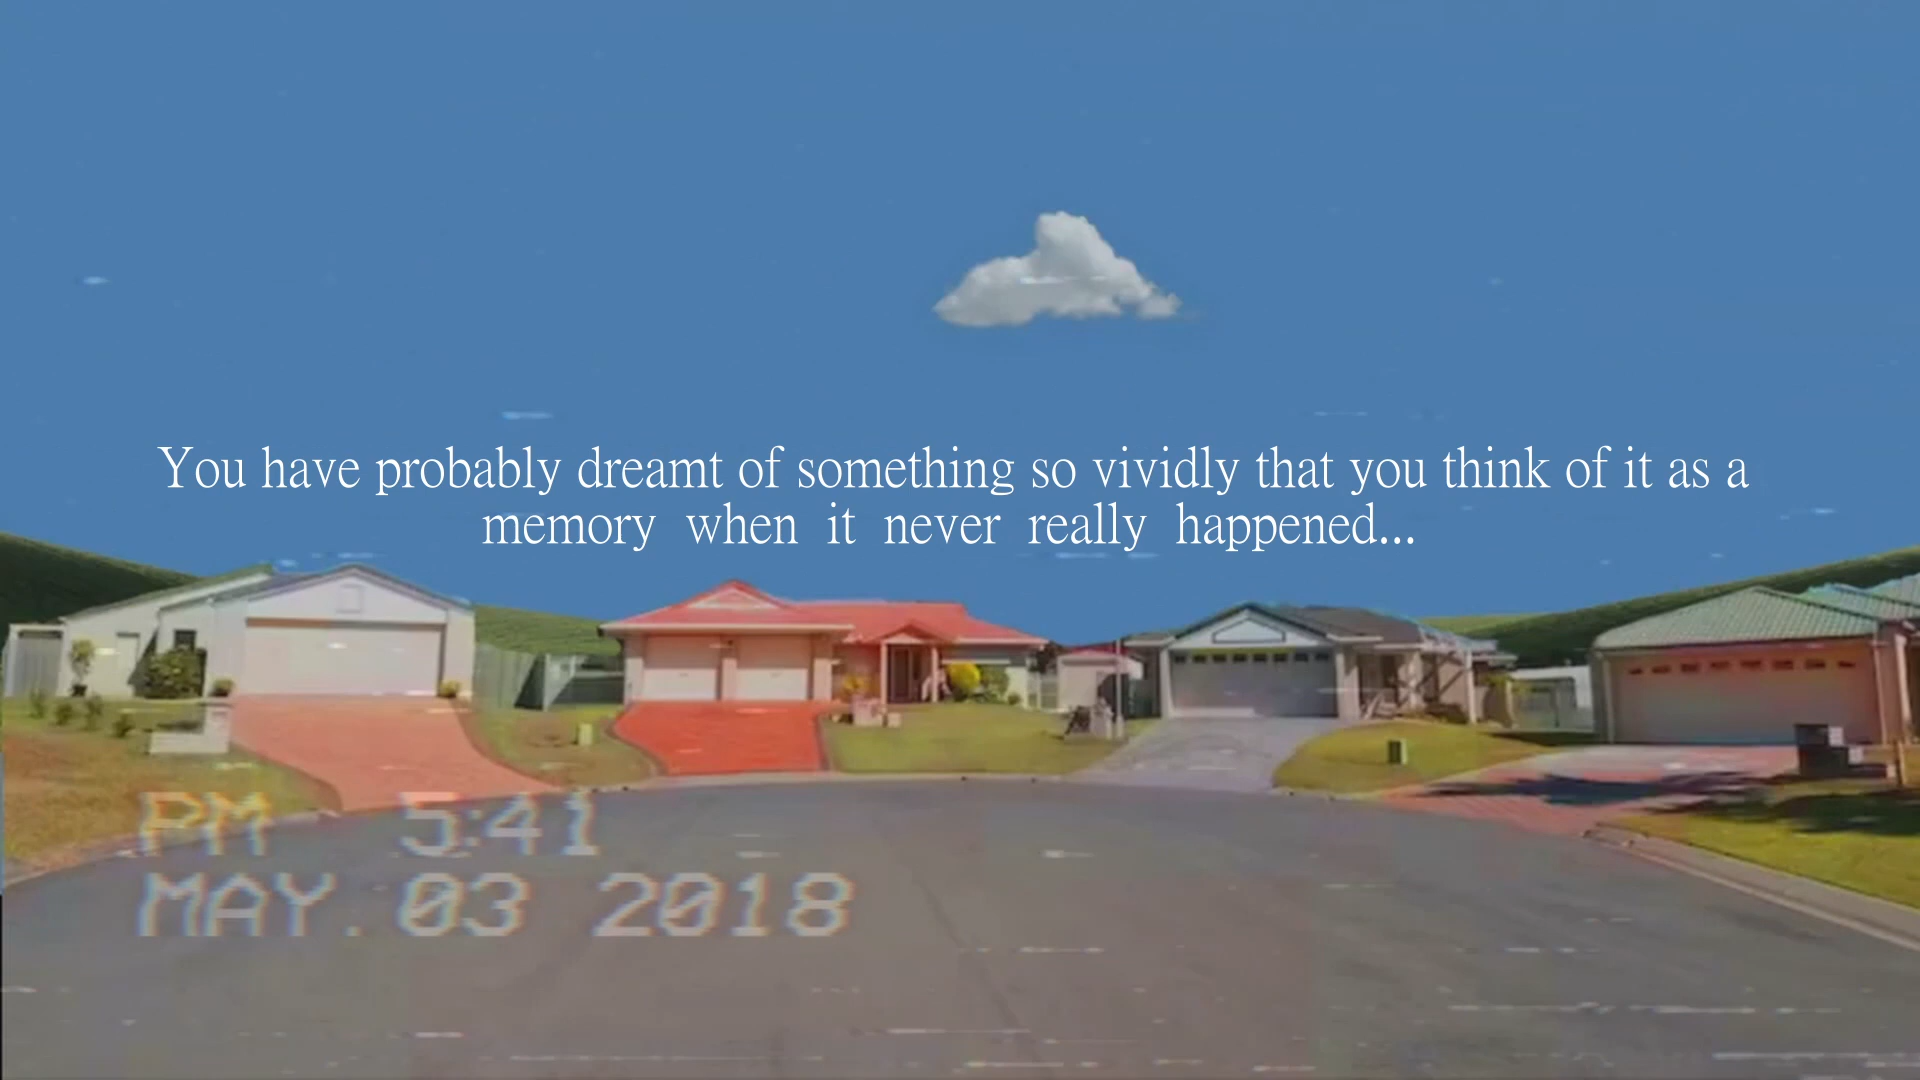 You have probably dreamt of something so vividly that you think of it as a
memory when it never really happened...
PM 5:41
MAY.03 2018